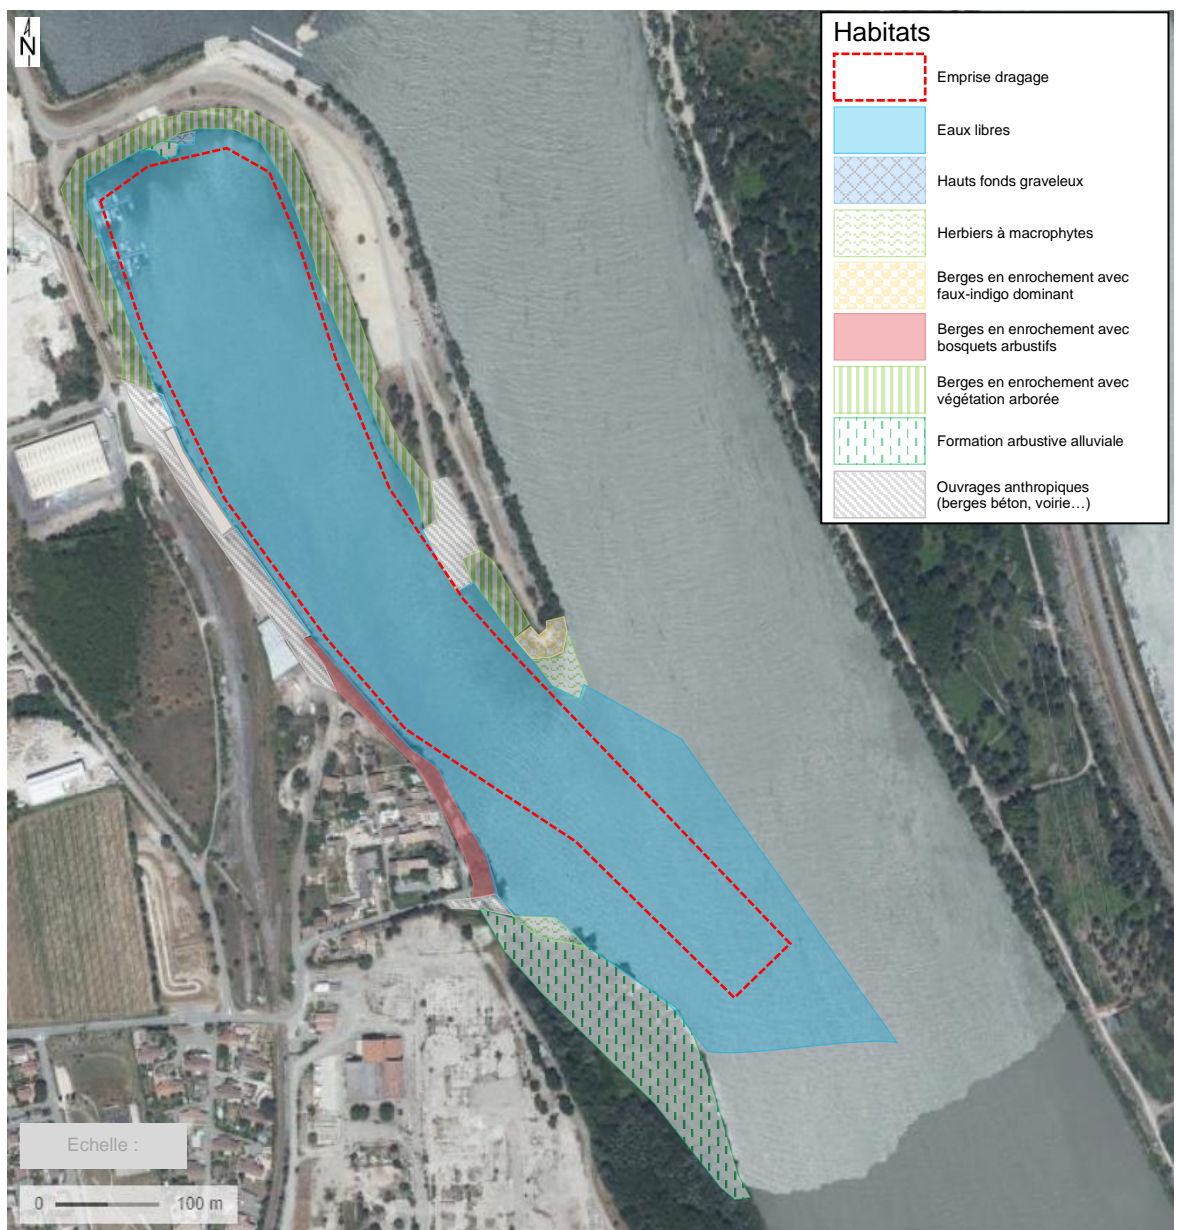 N
Habitats
Emprise dragage
Eaux libres
Hauts fonds graveleux
Herbiers à macrophytes
Berges en enrochement avec
faux-indigo dominant
Berges en enrochement avec
bosquets arbustifs
Berges en enrochement avec
végétation arborée
Formation arbustive alluviale
Ouvrages anthropiques
(berges béton, voirie…)
Echelle :
0 100 m